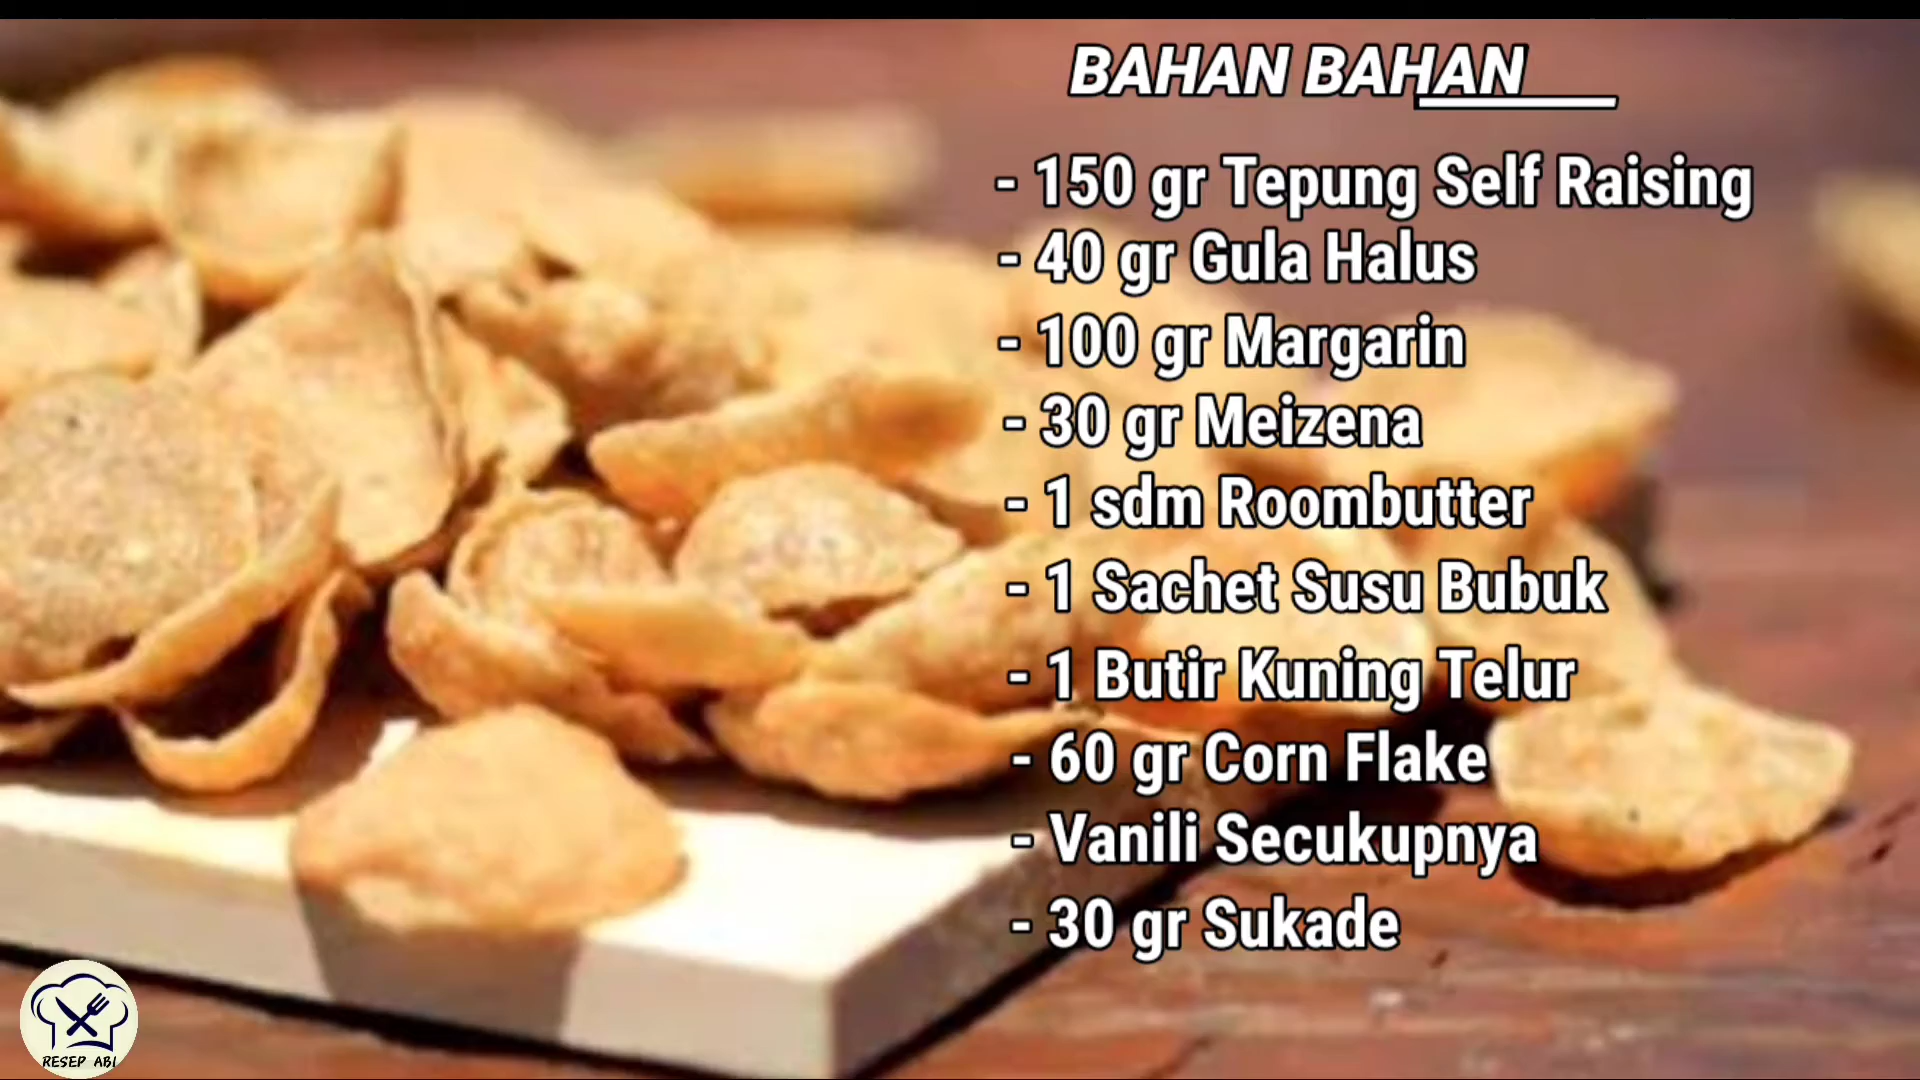 BAHAN BAHAN
- 150 gr Tepung Self Raising
- 40 gr Gula Halus
- 100 gr Margarin
- 30 gr Meizena
- 1 sdm Roombutter
- 1 Sachet Susu Bubuk
- 1 Butir Kuning Telur
- 60 gr Corn Flake
- Vanili Secukupnya
- 30 gr Sukade
RESEP ABI